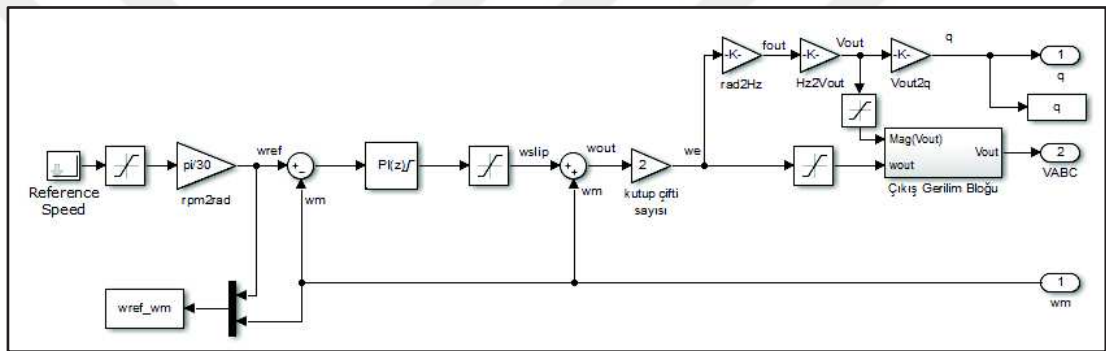 -K-
fout
-K-
Vout
-K-
q
1
q
rad2Hz
Hz2Vout
Vout2q
q
Reference
Speed
pi/30
rpm2rad
wref
+
−
wm
PI(z)
wslip
+
+
wm
wout
2
kutup çifti
sayısı
we
Mag(Vout)
wout
Vout
Çıkış Gerilim Bloğu
2
VABC
wref_wm
1
wm